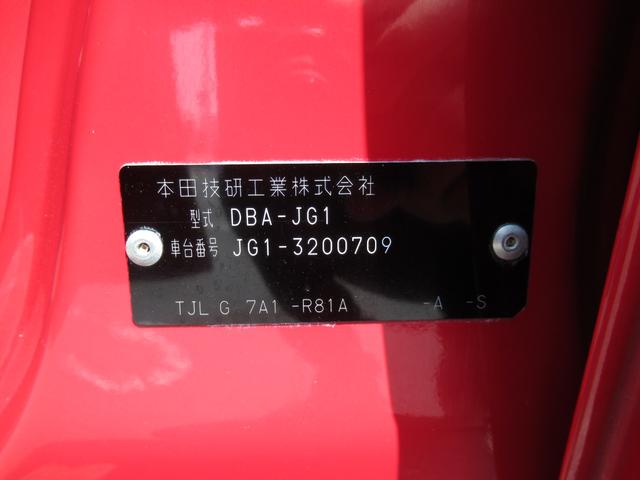 本田技研工業株式会社
型式 DBA-JG1
車台番号 JG1-3200709
TJL G 7A1 -R81A -A -S